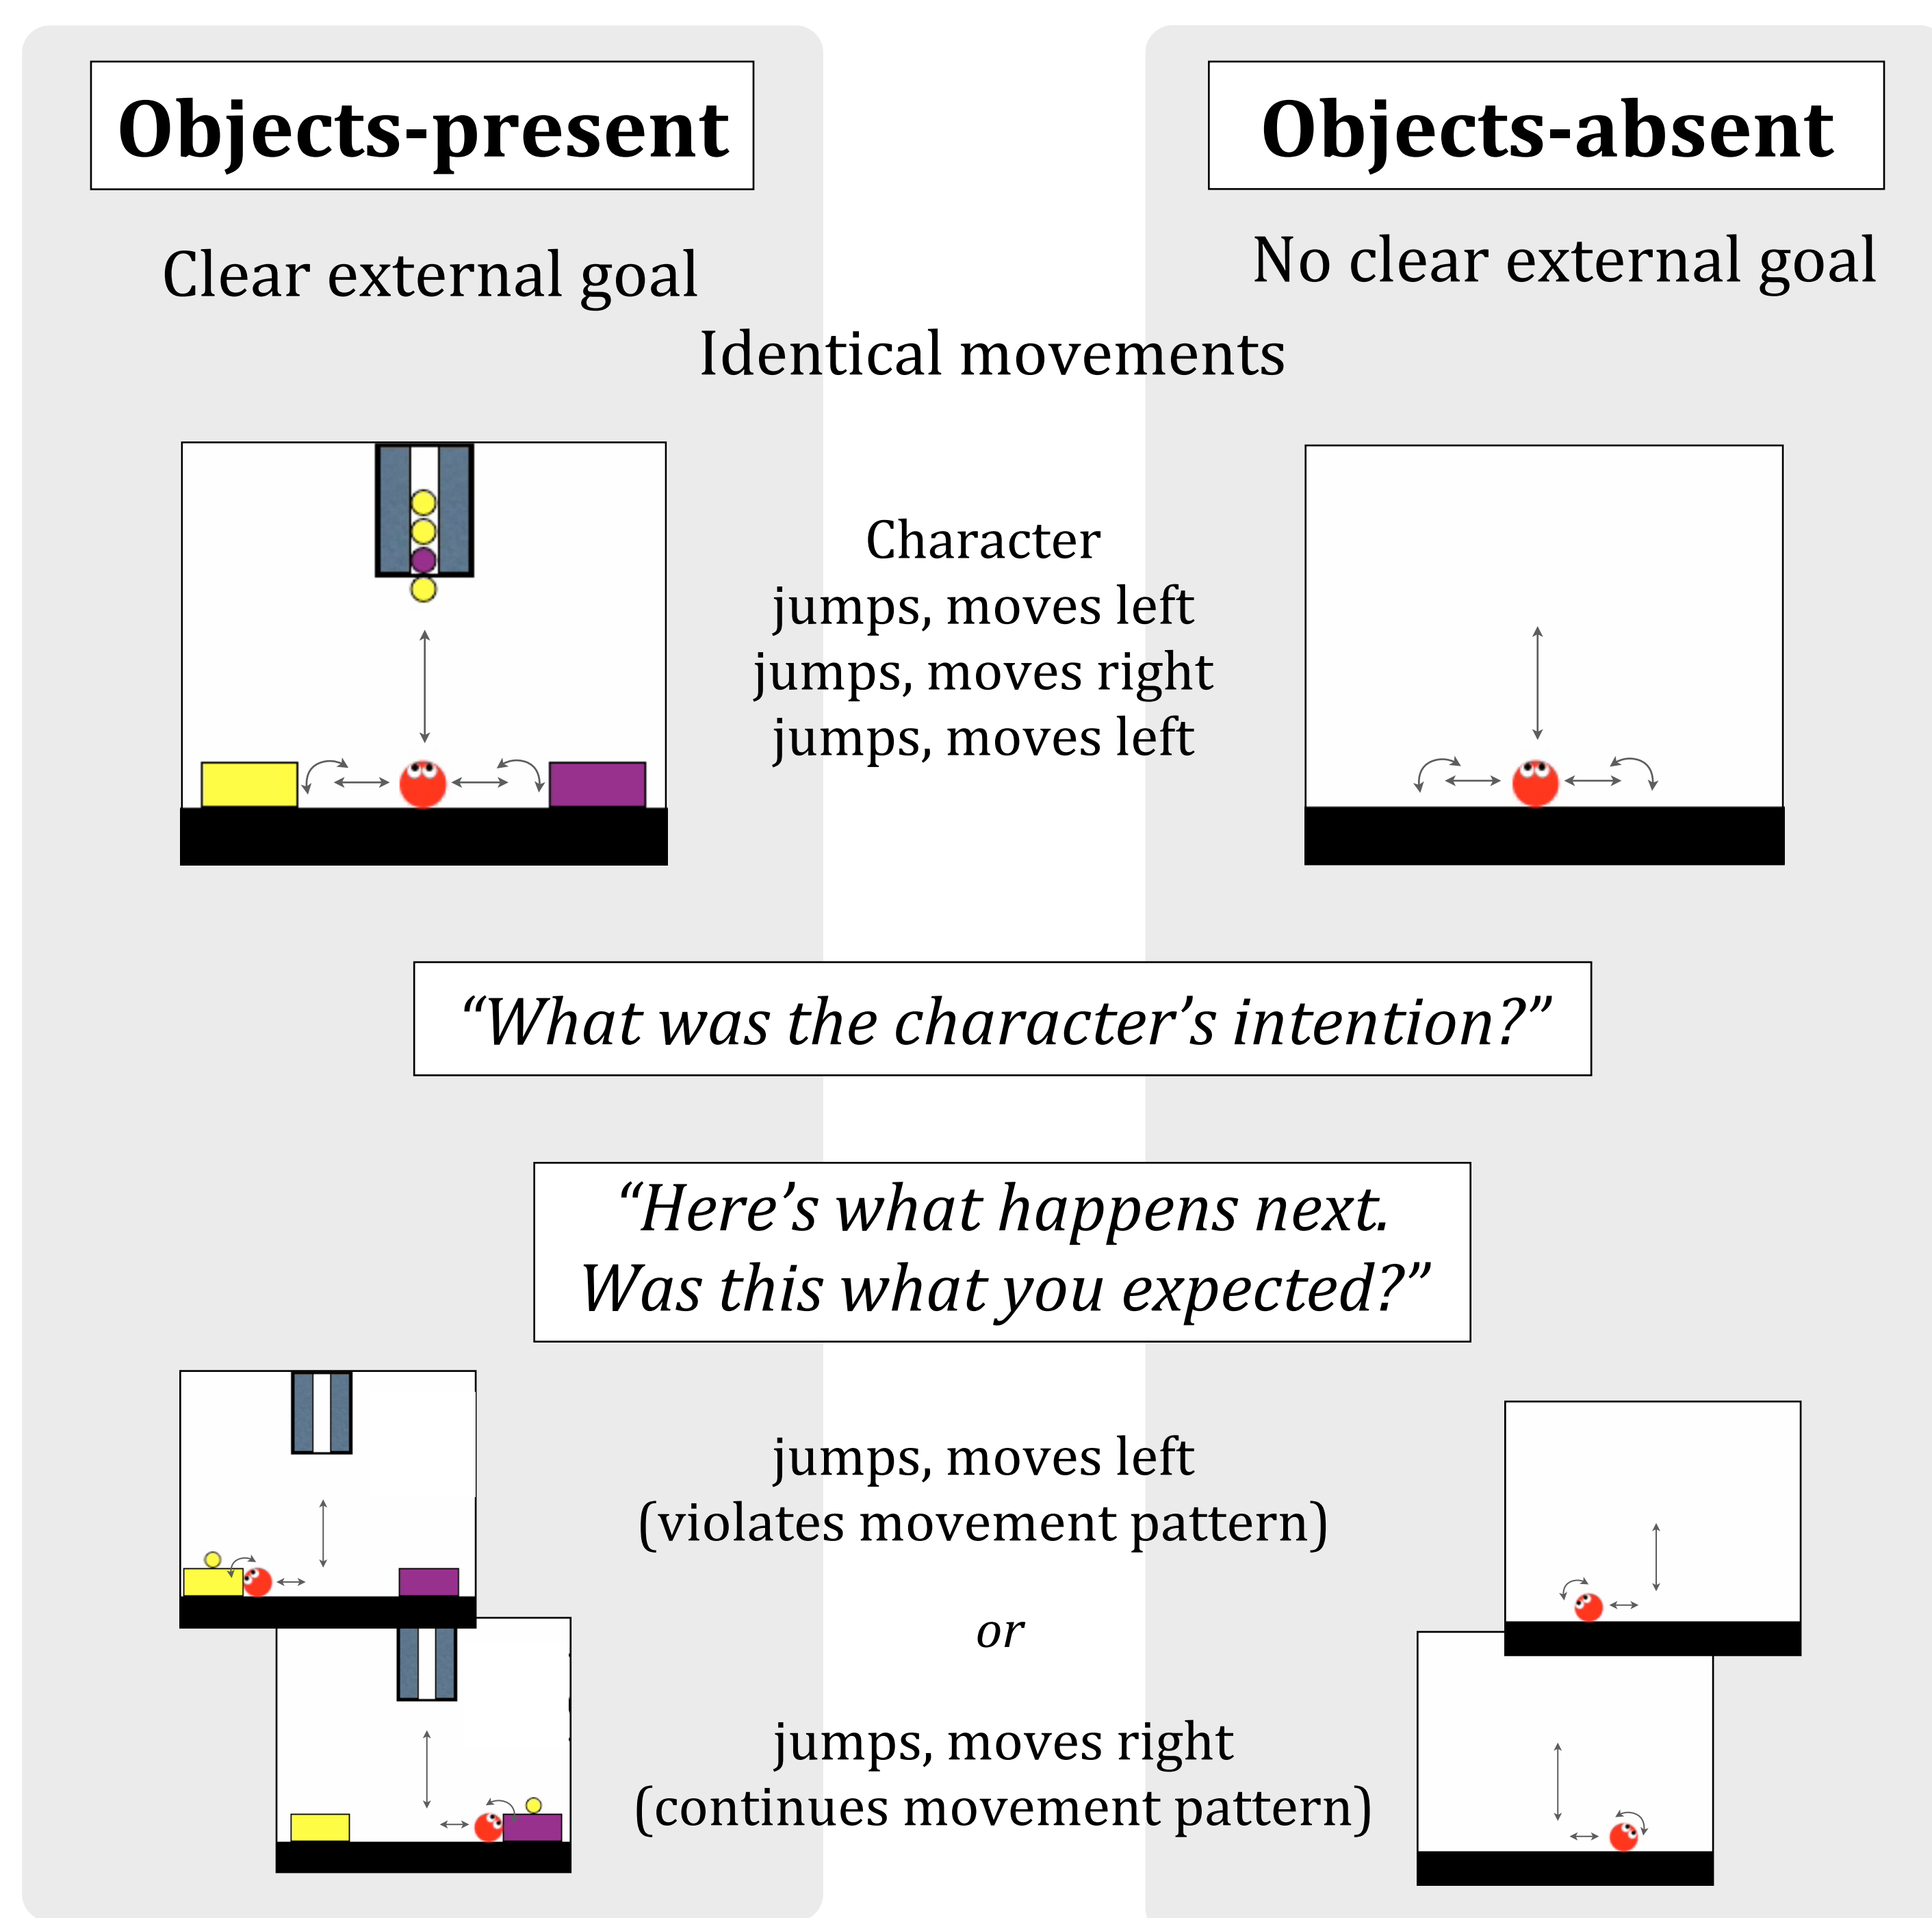 Objects-present
Objects-absent
Clear external goal
No clear external goal
Identical movements
Character
jumps, moves left
jumps, moves right
jumps, moves left
“What was the character’s intention?”
“Here’s what happens next.
Was this what you expected?”
jumps, moves left
(violates movement pattern)
or
jumps, moves right
(continues movement pattern)